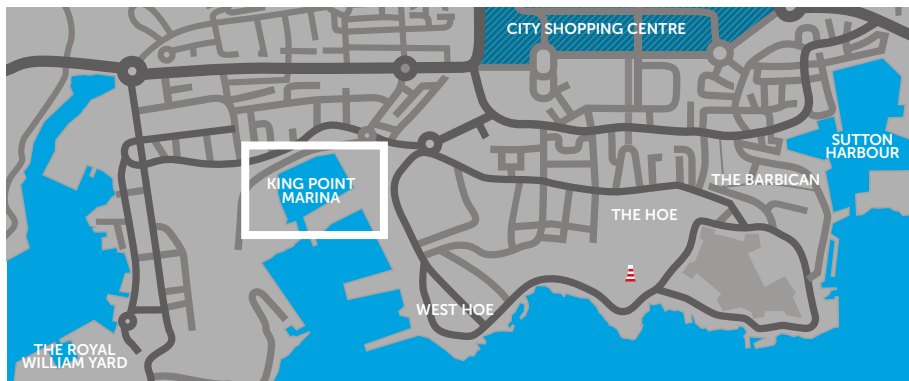 CITY SHOPPING CENTRE
SUTTON
HARBOUR
THE BARBICAN
KING POINT
MARINA
THE HOE
WEST HOE
THE ROYAL
WILLIAM YARD